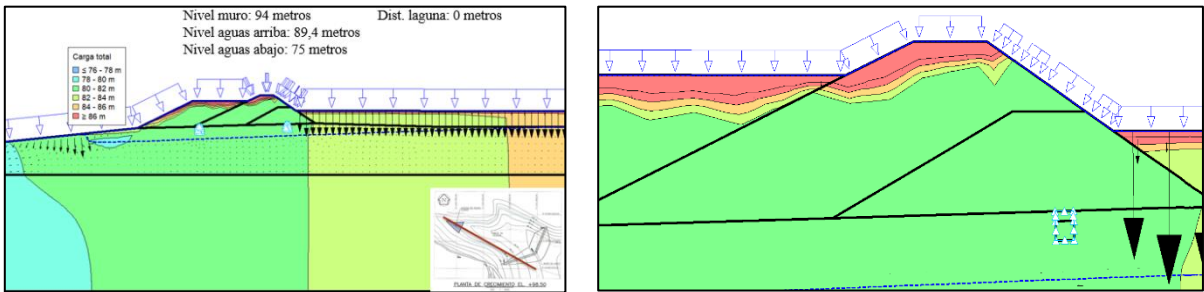 Nivel muro: 94 metros
Dist. laguna: 0 metros
Nivel aguas arriba: 89,4 metros
Nivel aguas abajo: 75 metros
Carga total
≤ 76 - 78 m
78 - 80 m
80 - 82 m
82 - 84 m
84 - 86 m
≥ 86 m
PLANTA DE CRECIMIENTO EL. +98.50